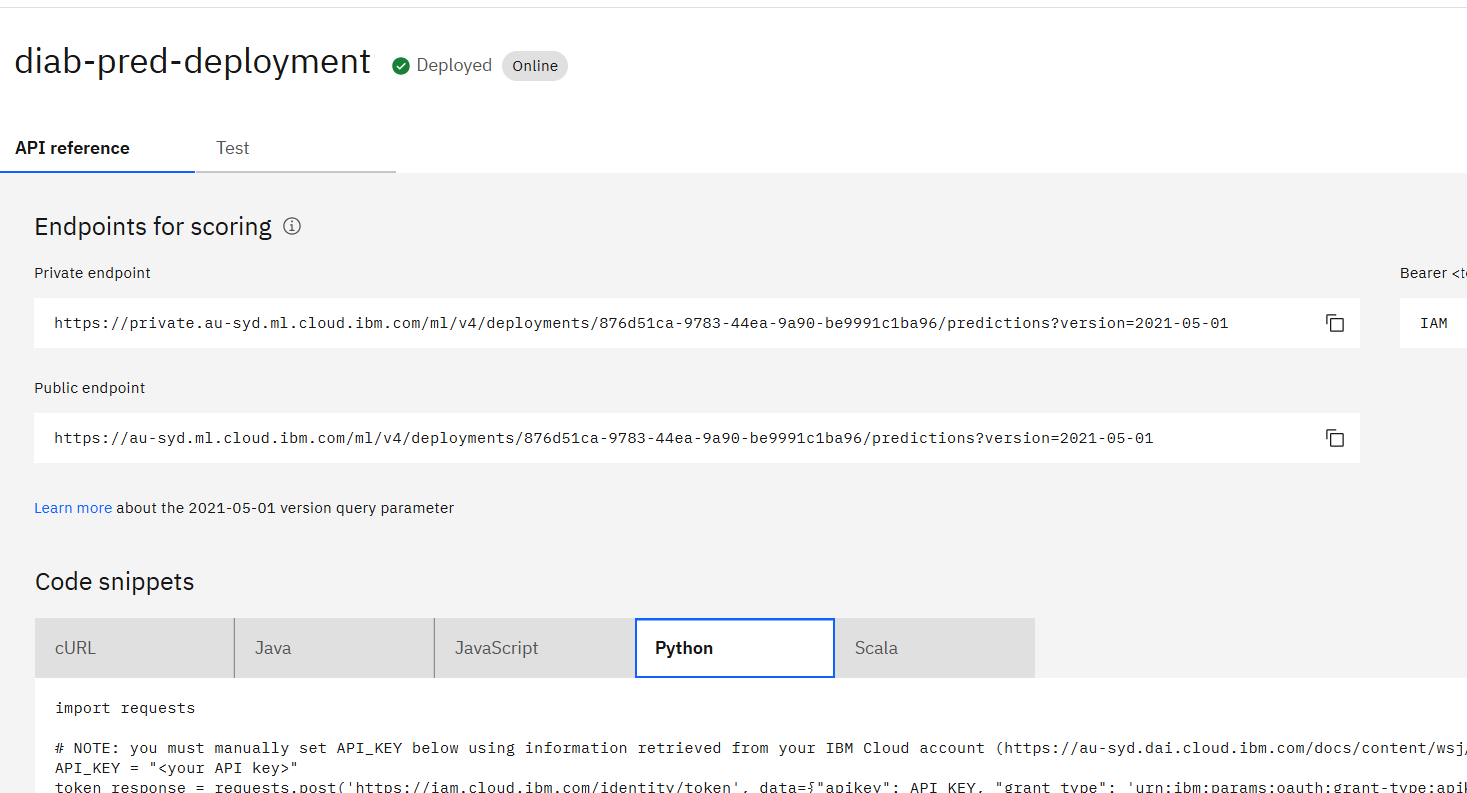 diab-pred-deployment Deployed Online
API reference Test
Endpoints for scoring
Private endpoint Bearer
https://private.au-syd.ml.cloud.ibm.com/ml/v4/deployments/876d51ca-9783-44ea-9a90-be9991c1ba96/predictions?version=2021-05-01 IAM
Public endpoint
https://au-syd.ml.cloud.ibm.com/ml/v4/deployments/876d51ca-9783-44ea-9a90-be9991c1ba96/predictions?version=2021-05-01
Learn more about the 2021-05-01 version query parameter
Code snippets
cURL Java JavaScript Python Scala
import requests
# NOTE: you must manually set API_KEY below using information retrieved from your IBM Cloud account (https://au-syd.dai.cloud.ibm.com/docs/content/wsj/
API_KEY = "<your API key>"
token_response = requests.post('https://iam.cloud.ibm.com/identity/token', data={"apikey": API_KEY, "grant_type": 'urn:ibm:params:oauth:grant-type:apik